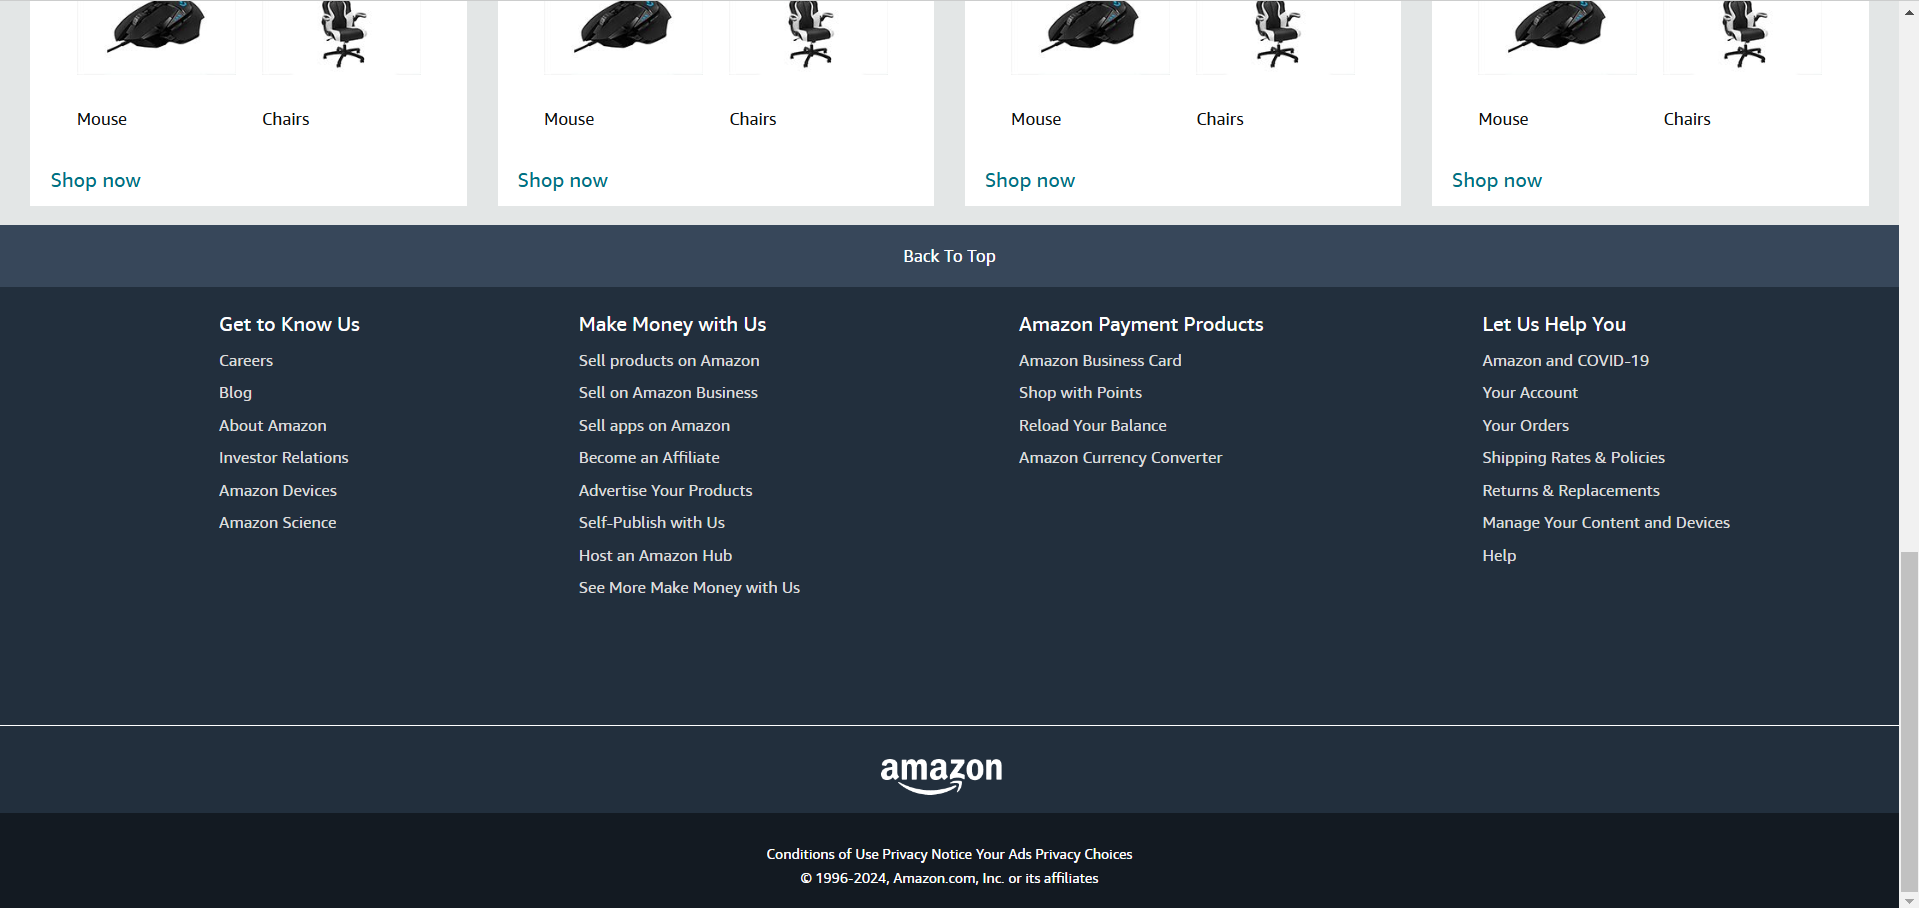 Mouse Chairs Mouse Chairs Mouse Chairs Mouse Chairs
Shop now Shop now Shop now Shop now
Back To Top
Get to Know Us
Careers
Blog
About Amazon
Investor Relations
Amazon Devices
Amazon Science
Make Money with Us
Sell products on Amazon
Sell on Amazon Business
Sell apps on Amazon
Become an Affiliate
Advertise Your Products
Self-Publish with Us
Host an Amazon Hub
See More Make Money with Us
Amazon Payment Products
Amazon Business Card
Shop with Points
Reload Your Balance
Amazon Currency Converter
Let Us Help You
Amazon and COVID-19
Your Account
Your Orders
Shipping Rates & Policies
Returns & Replacements
Manage Your Content and Devices
Help
amazon
Conditions of Use Privacy Notice Your Ads Privacy Choices
© 1996-2024, Amazon.com, Inc. or its affiliates